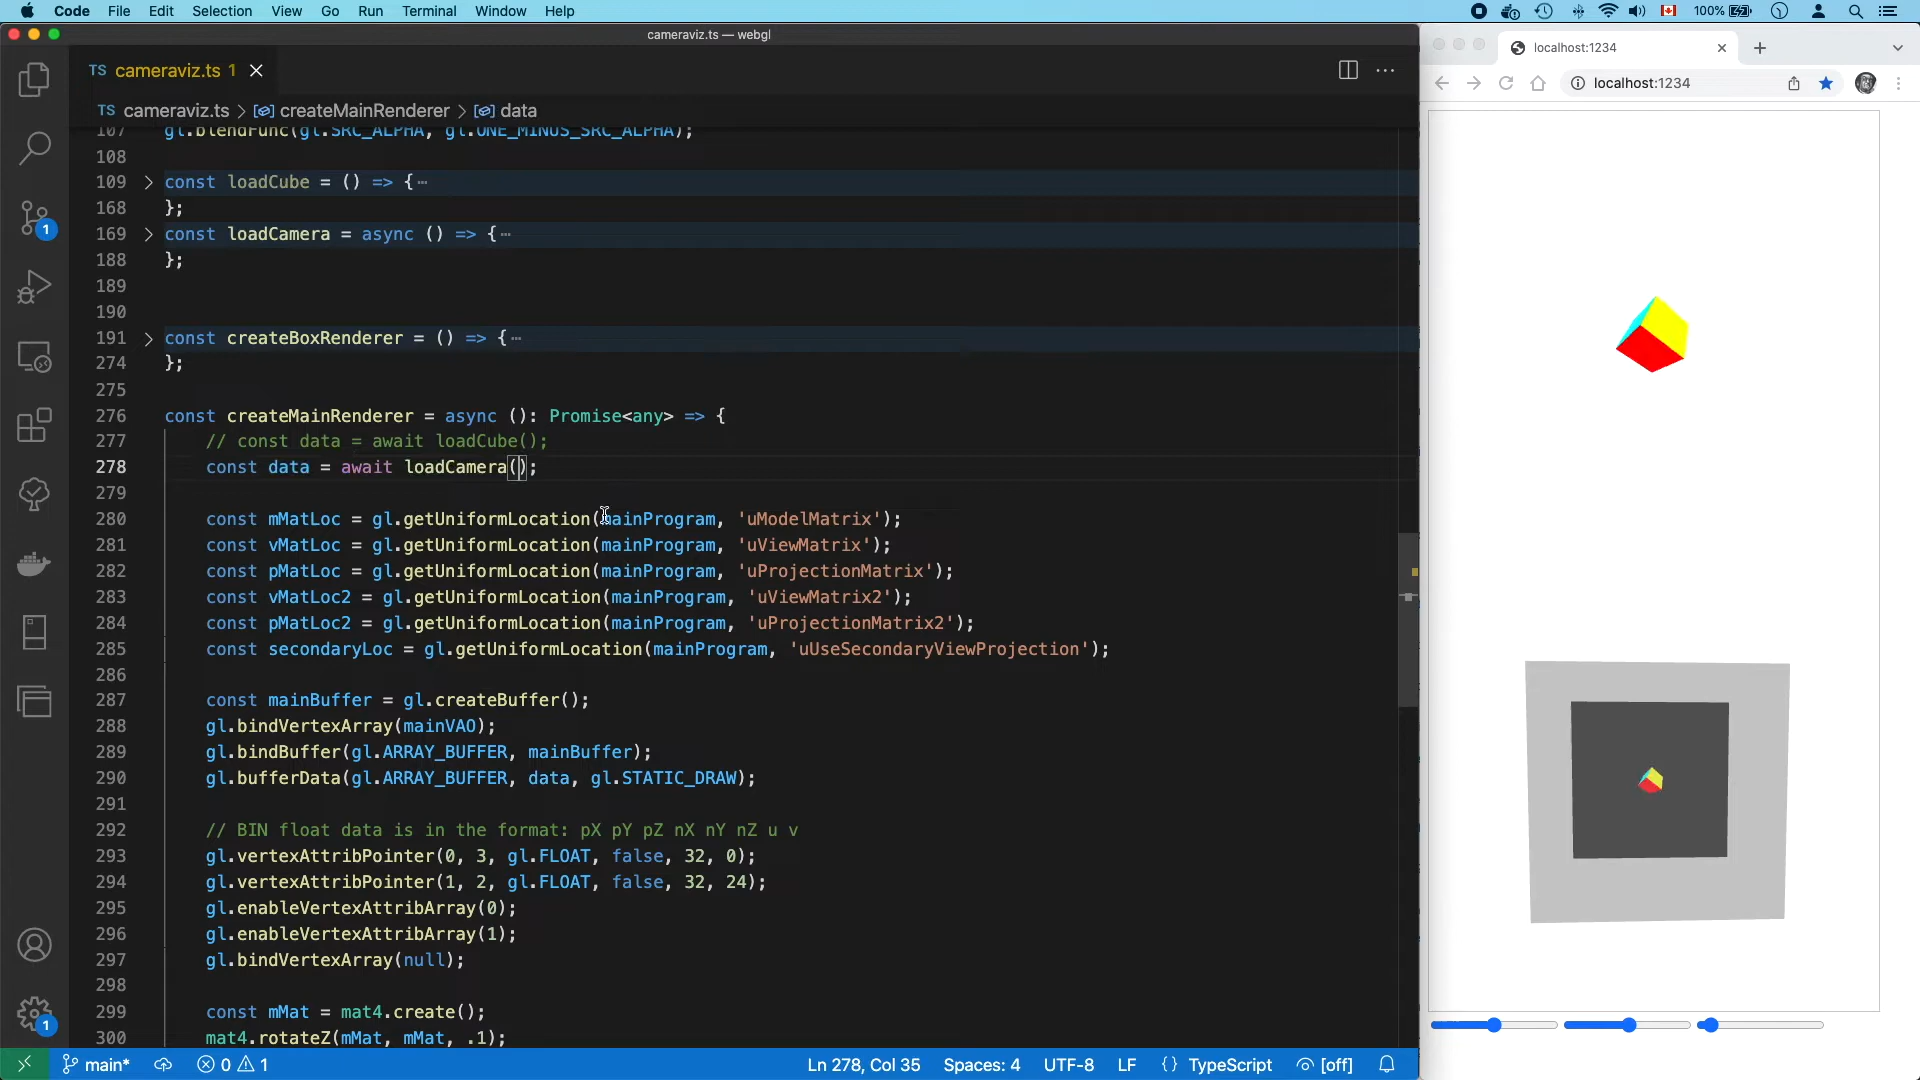 Code File Edit Selection View Go Run Terminal Window Help 100%
cameraviz.ts — webgl
TS cameraviz.ts 1
TS cameraviz.ts > createMainRenderer > data
107 gl.blendFunc(gl.SRC_ALPHA, gl.ONE_MINUS_SRC_ALPHA);
108
109 > const loadCube = () => {⋯
168 };
169 > const loadCamera = async () => {⋯
188 };
189
190
191 > const createBoxRenderer = () => {⋯
274 };
275
276 const createMainRenderer = async (): Promise<any> => {
277 // const data = await loadCube();
278 const data = await loadCamera();
279
280 const mMatLoc = gl.getUniformLocation(mainProgram, 'uModelMatrix');
281 const vMatLoc = gl.getUniformLocation(mainProgram, 'uViewMatrix');
282 const pMatLoc = gl.getUniformLocation(mainProgram, 'uProjectionMatrix');
283 const vMatLoc2 = gl.getUniformLocation(mainProgram, 'uViewMatrix2');
284 const pMatLoc2 = gl.getUniformLocation(mainProgram, 'uProjectionMatrix2');
285 const secondaryLoc = gl.getUniformLocation(mainProgram, 'uUseSecondaryViewProjection');
286
287 const mainBuffer = gl.createBuffer();
288 gl.bindVertexArray(mainVAO);
289 gl.bindBuffer(gl.ARRAY_BUFFER, mainBuffer);
290 gl.bufferData(gl.ARRAY_BUFFER, data, gl.STATIC_DRAW);
291
292 // BIN float data is in the format: pX pY pZ nX nY nZ u v
293 gl.vertexAttribPointer(0, 3, gl.FLOAT, false, 32, 0);
294 gl.vertexAttribPointer(1, 2, gl.FLOAT, false, 32, 24);
295 gl.enableVertexAttribArray(0);
296 gl.enableVertexAttribArray(1);
297 gl.bindVertexArray(null);
298
299 const mMat = mat4.create();
300 mat4.rotateZ(mMat, mMat, .1);
1
1
main* 0 1 Ln 278, Col 35 Spaces: 4 UTF-8 LF {} TypeScript [off]
localhost:1234
localhost:1234